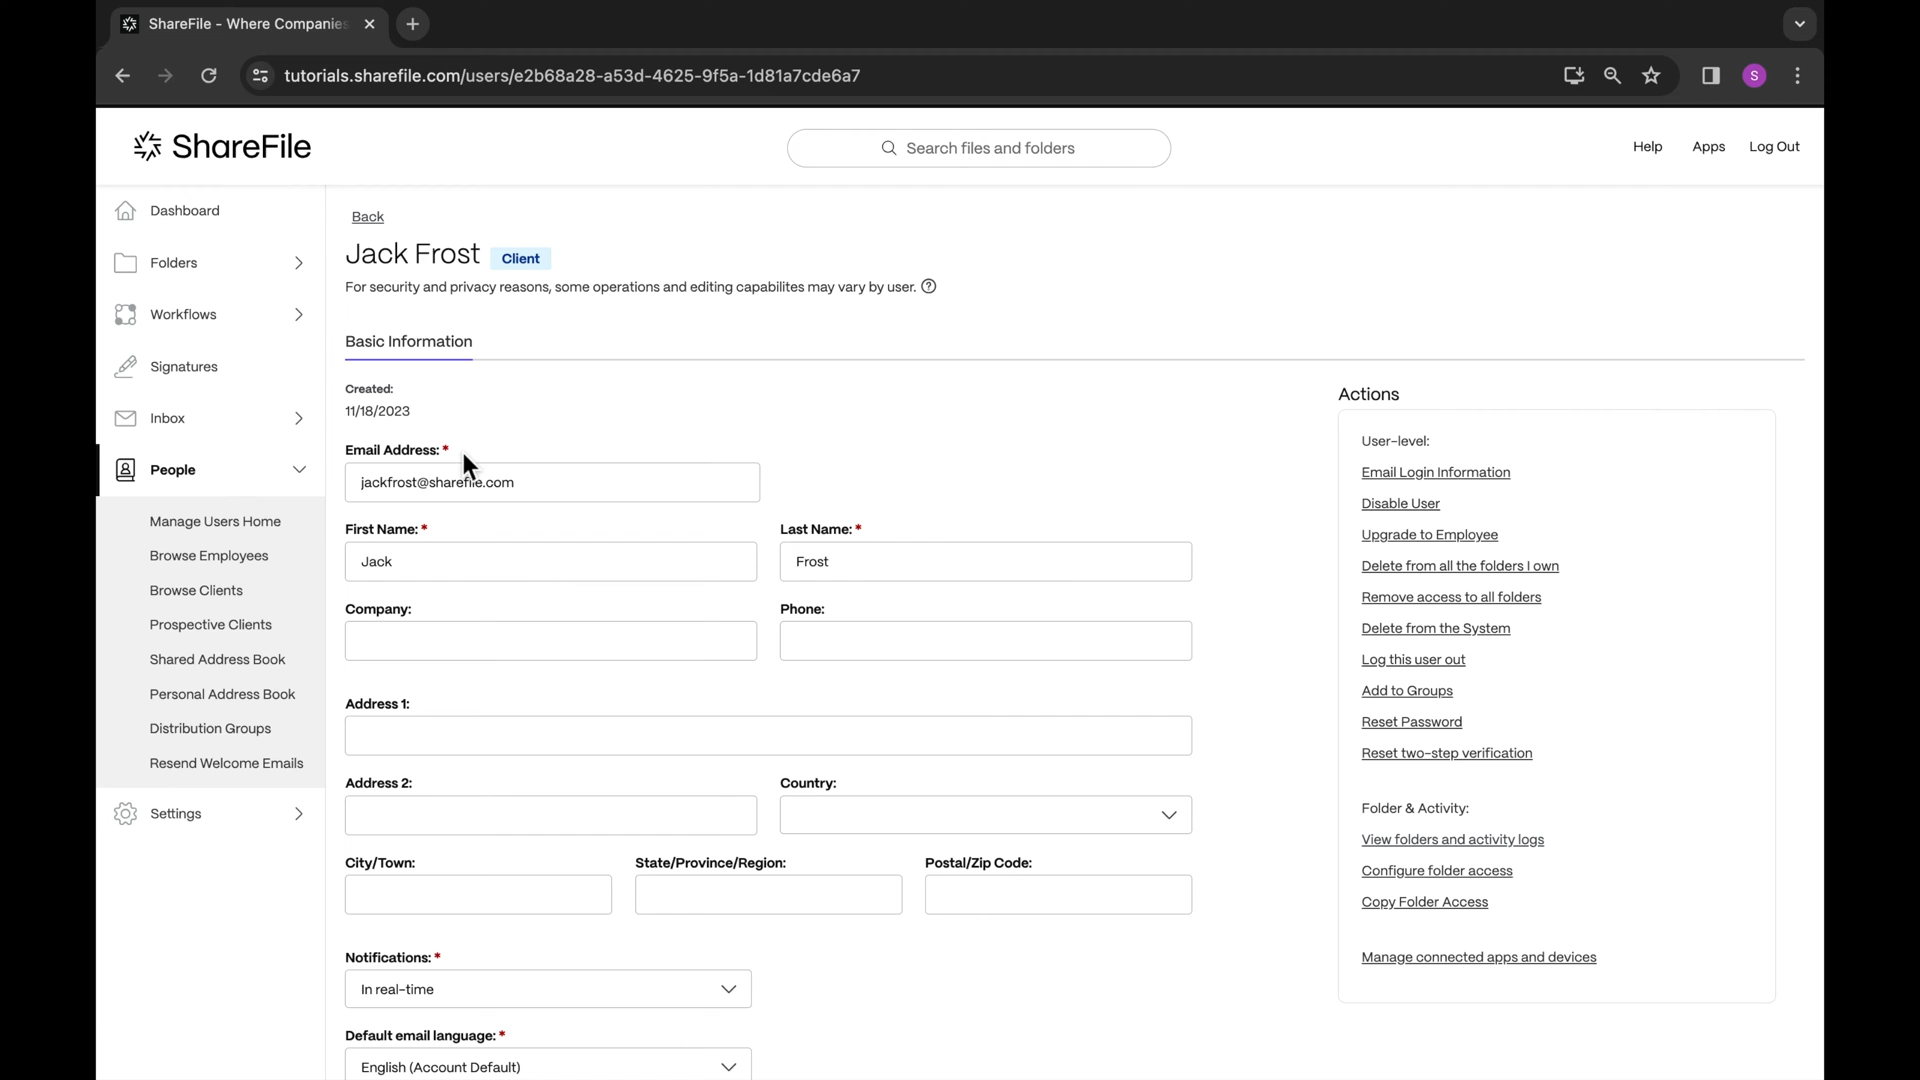 ShareFile - Where Companies
tutorials.sharefile.com/users/e2b68a28-a53d-4625-9f5a-1d81a7cde6a7
S
ShareFile
Search files and folders
Help
Apps
Log Out
Dashboard
Folders
Workflows
Signatures
Inbox
People
Manage Users Home
Browse Employees
Browse Clients
Prospective Clients
Shared Address Book
Personal Address Book
Distribution Groups
Resend Welcome Emails
Settings
Back
Jack Frost
Client
For security and privacy reasons, some operations and editing capabilites may vary by user.
Basic Information
Created:
11/18/2023
Email Address: *
jackfrost@sharefile.com
First Name: *
Last Name: *
Jack
Frost
Company:
Phone:
Address 1:
Address 2:
Country:
City/Town:
State/Province/Region:
Postal/Zip Code:
Notifications: *
In real-time
Default email language: *
English (Account Default)
Actions
User-level:
Email Login Information
Disable User
Upgrade to Employee
Delete from all the folders I own
Remove access to all folders
Delete from the System
Log this user out
Add to Groups
Reset Password
Reset two-step verification
Folder & Activity:
View folders and activity logs
Configure folder access
Copy Folder Access
Manage connected apps and devices